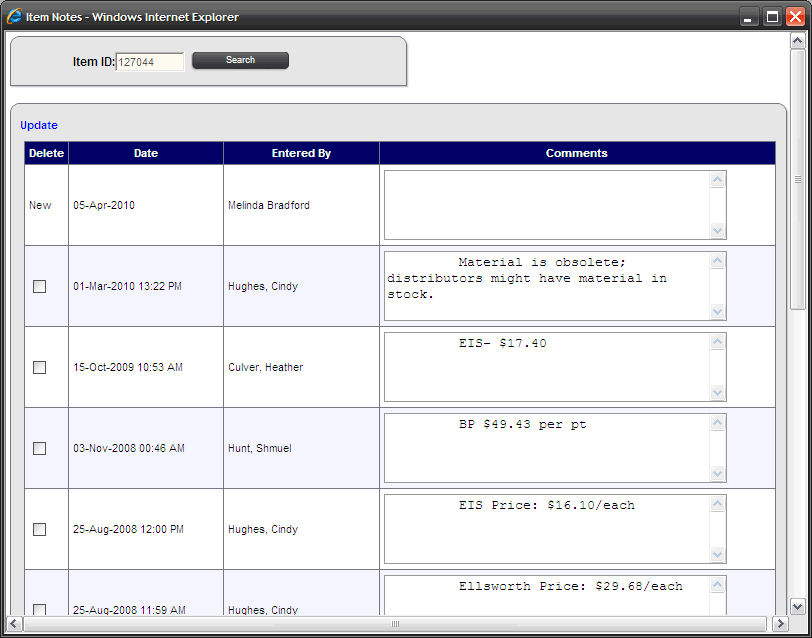 Item Notes - Windows Internet Explorer
Item ID: 127044 Search
Update
Delete Date Entered By Comments
New 05-Apr-2010 Melinda Bradford
01-Mar-2010 13:22 PM Hughes, Cindy Material is obsolete;
distributors might have material in
stock.
15-Oct-2009 10:53 AM Culver, Heather EIS- $17.40
03-Nov-2008 00:46 AM Hunt, Shmuel BP $49.43 per pt
25-Aug-2008 12:00 PM Hughes, Cindy EIS Price: $16.10/each
25-Aug-2008 11:59 AM Hughes, Cindy Ellsworth Price: $29.68/each